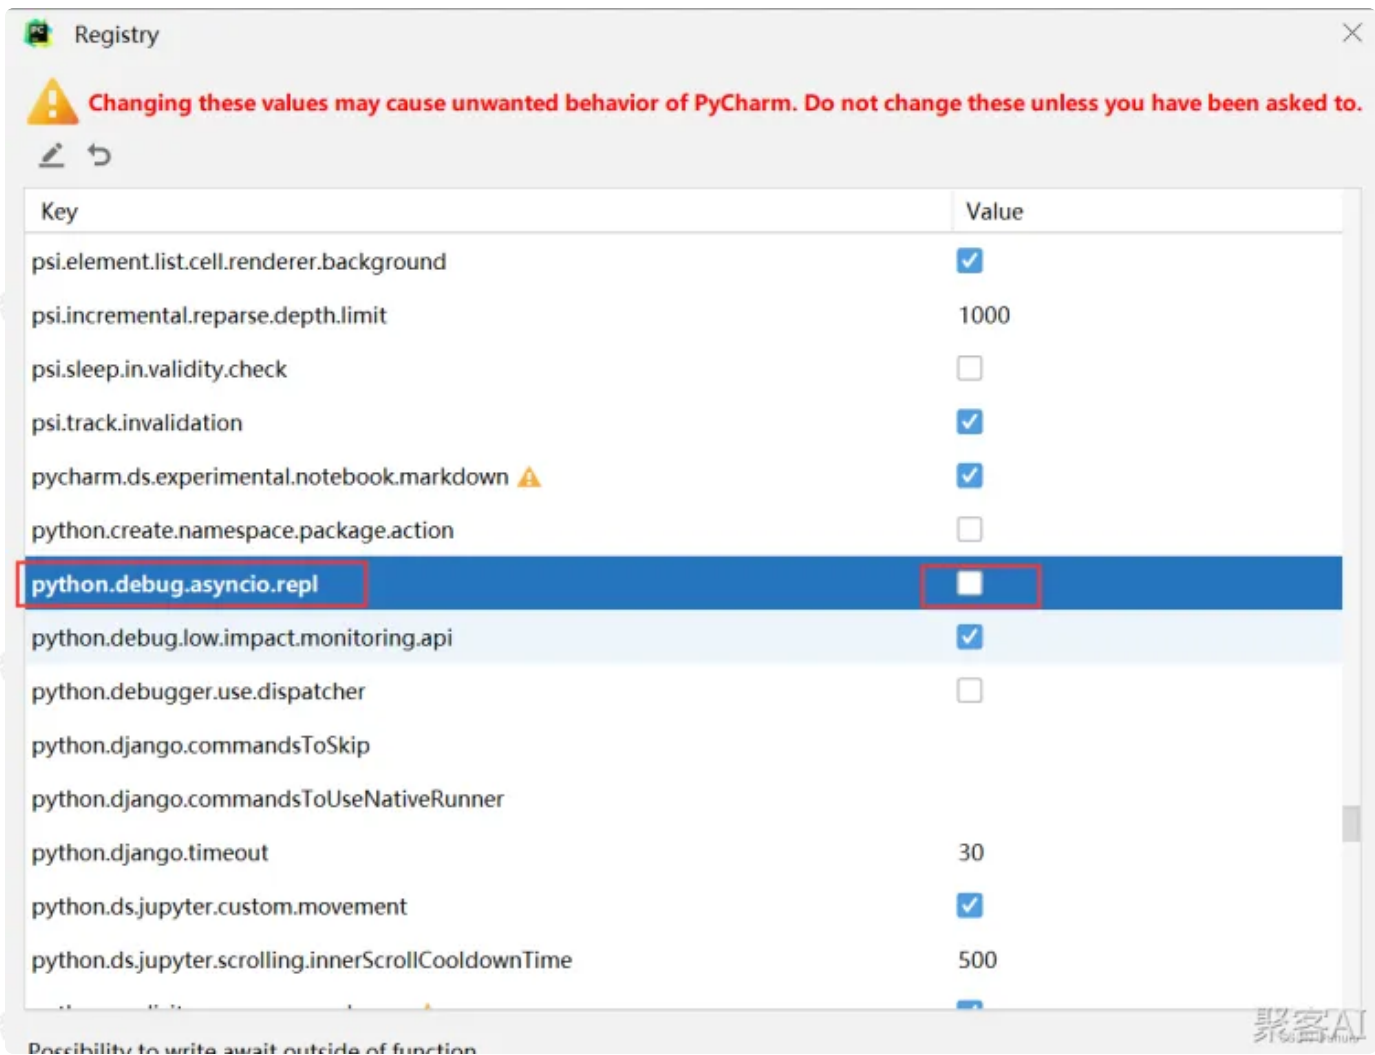 PC
Registry
Changing these values may cause unwanted behavior of PyCharm. Do not change these unless you have been asked to.
Key Value
psi.element.list.cell.renderer.background
psi.incremental.reparse.depth.limit 1000
psi.sleep.in.validity.check
psi.track.invalidation
pycharm.ds.experimental.notebook.markdown
python.create.namespace.package.action
python.debug.asyncio.repl
python.debug.low.impact.monitoring.api
python.debugger.use.dispatcher
python.django.commandsToSkip
python.django.commandsToUseNativeRunner
python.django.timeout 30
python.ds.jupyter.custom.movement
python.ds.jupyter.scrolling.innerScrollCooldownTime 500
Possibility to write await outside of function
聚客AI